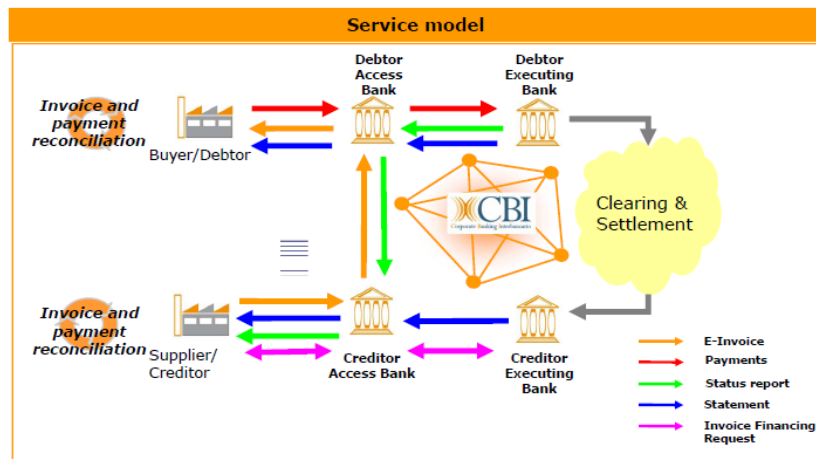 Service model
Debtor
Access
Bank
Debtor
Executing
Bank
Invoice and
payment
reconciliation
Buyer/Debtor
CBI
Corporate Banking Interbancario
Clearing &
Settlement
Invoice and
payment
reconciliation
Supplier/
Creditor
Creditor
Access Bank
Creditor
Executing
Bank
E-Invoice
Payments
Status report
Statement
Invoice Financing
Request